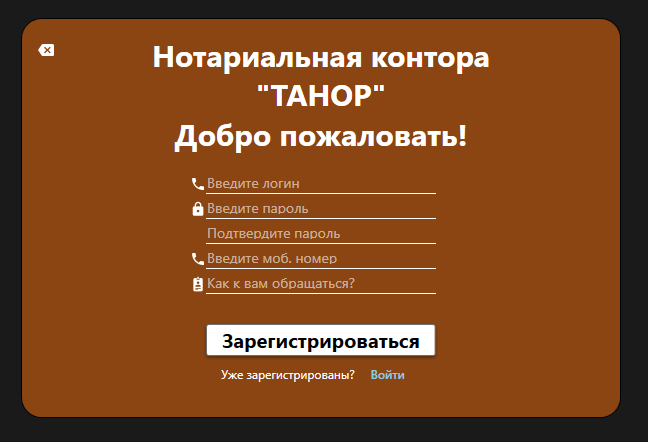 Нотариальная контора
"ТАНОР"
Добро пожаловать!
Введите логин
Введите пароль
Подтвердите пароль
Введите моб. номер
Как к вам обращаться?
Зарегистрироваться
Уже зарегистрированы? Войти